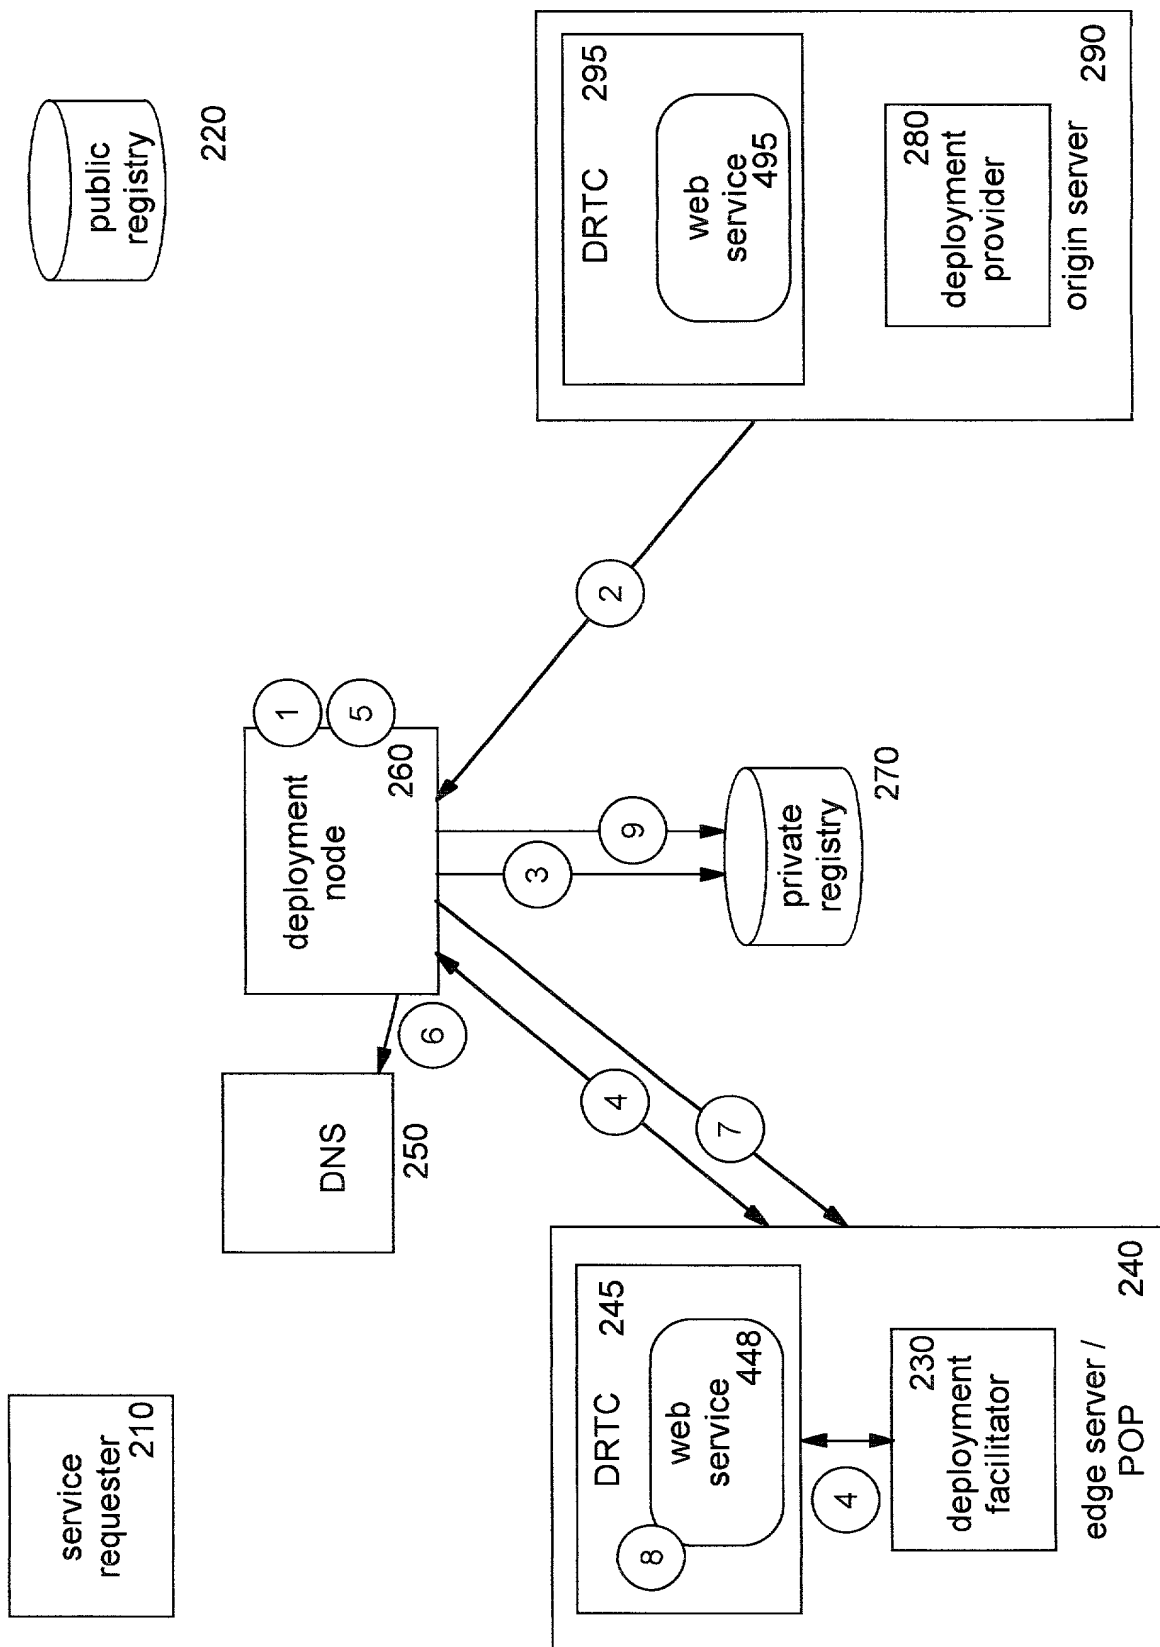 service
requester
210
public
registry
220
DNS
250
deployment
node
260
1
5
6
2
4
3
9
7
private
registry
270
DRTC
245
8
web
service
448
4
230
deployment
facilitator
edge server /
POP
240
DRTC
295
web
service
495
280
deployment
provider
origin server
290